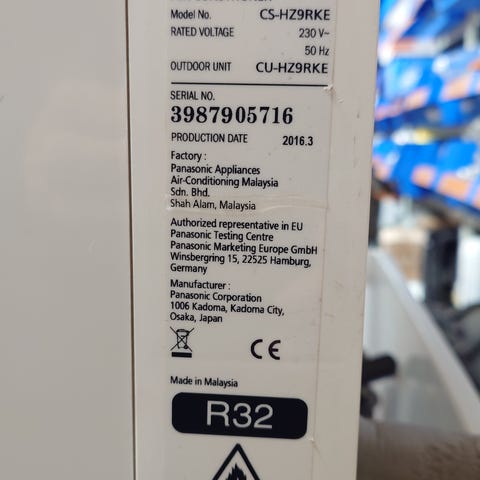 Model No. CS-HZ9RKE
RATED VOLTAGE 230 V~
50 Hz
OUTDOOR UNIT CU-HZ9RKE
SERIAL NO.
3987905716
PRODUCTION DATE 2016.3
Factory :
Panasonic Appliances
Air-Conditioning Malaysia
Sdn. Bhd.
Shah Alam, Malaysia
Authorized representative in EU
Panasonic Testing Centre
Panasonic Marketing Europe GmbH
Winsbergring 15, 22525 Hamburg,
Germany
Manufacturer :
Panasonic Corporation
1006 Kadoma, Kadoma City,
Osaka, Japan
CE
Made in Malaysia
R32